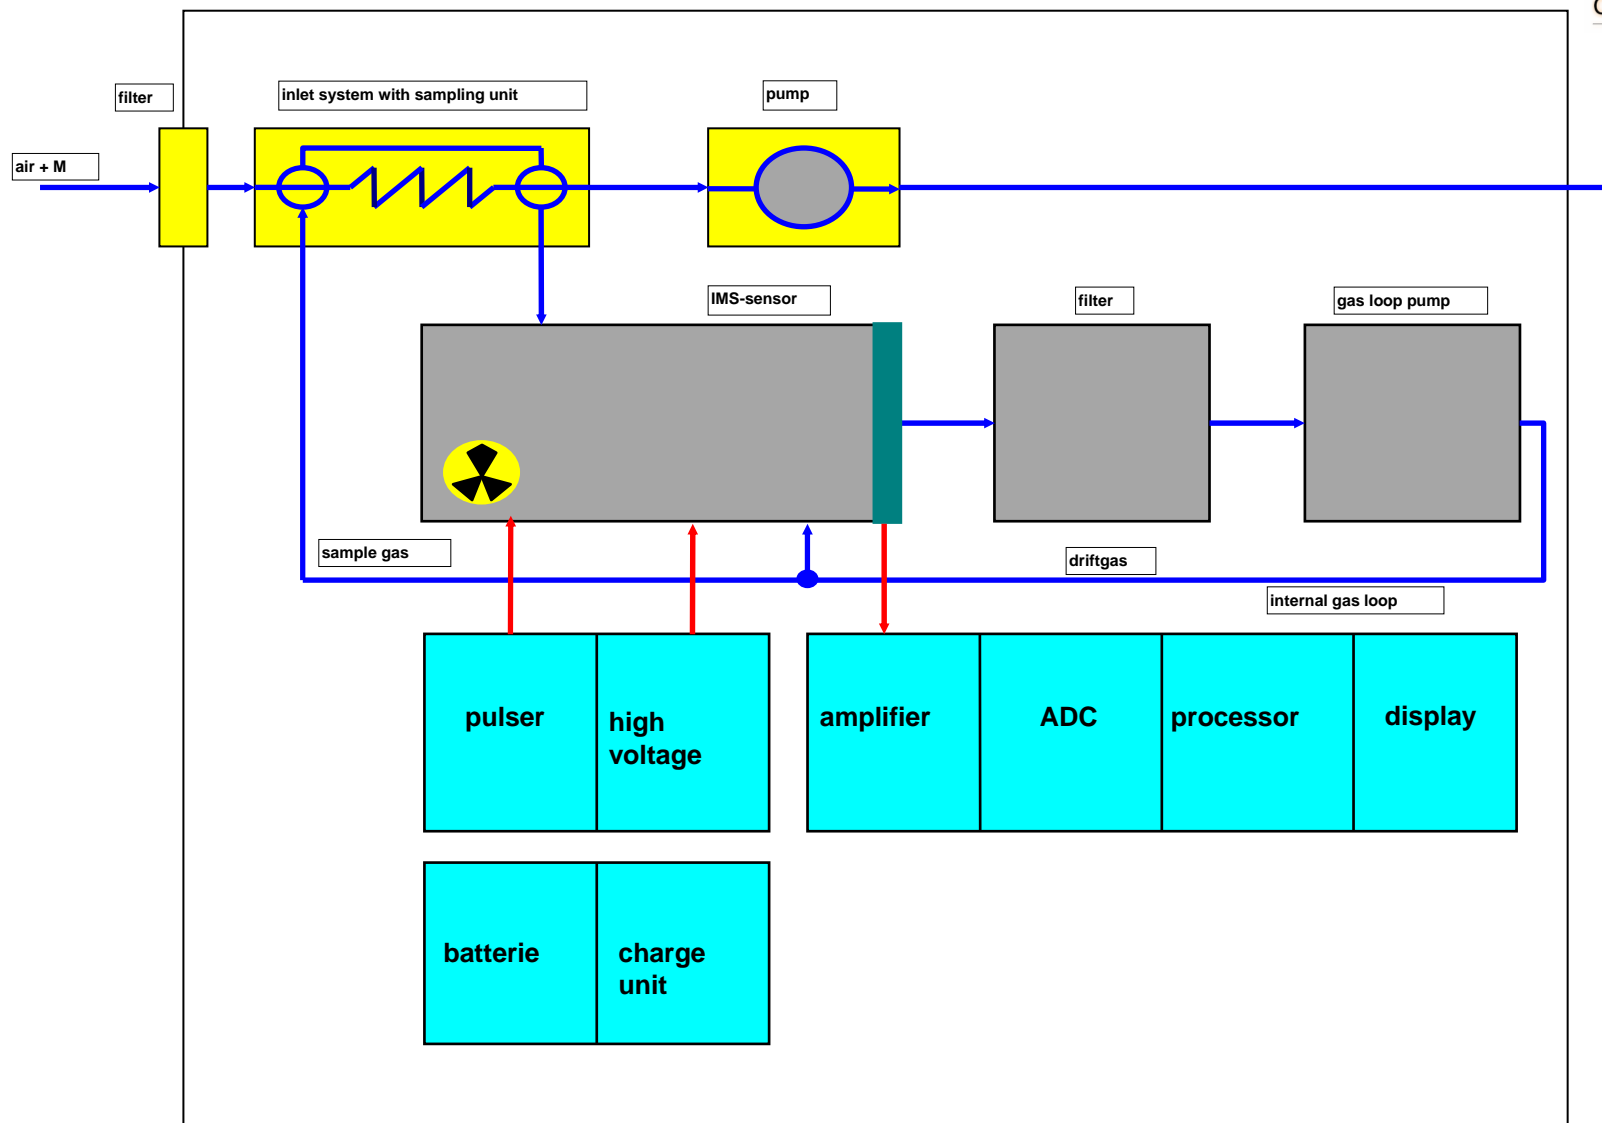 filter
inlet system with sampling unit
pump
air + M
IMS-sensor
filter
gas loop pump
sample gas
driftgas
internal gas loop
pulser
high
voltage
amplifier
ADC
processor
display
batterie
charge
unit